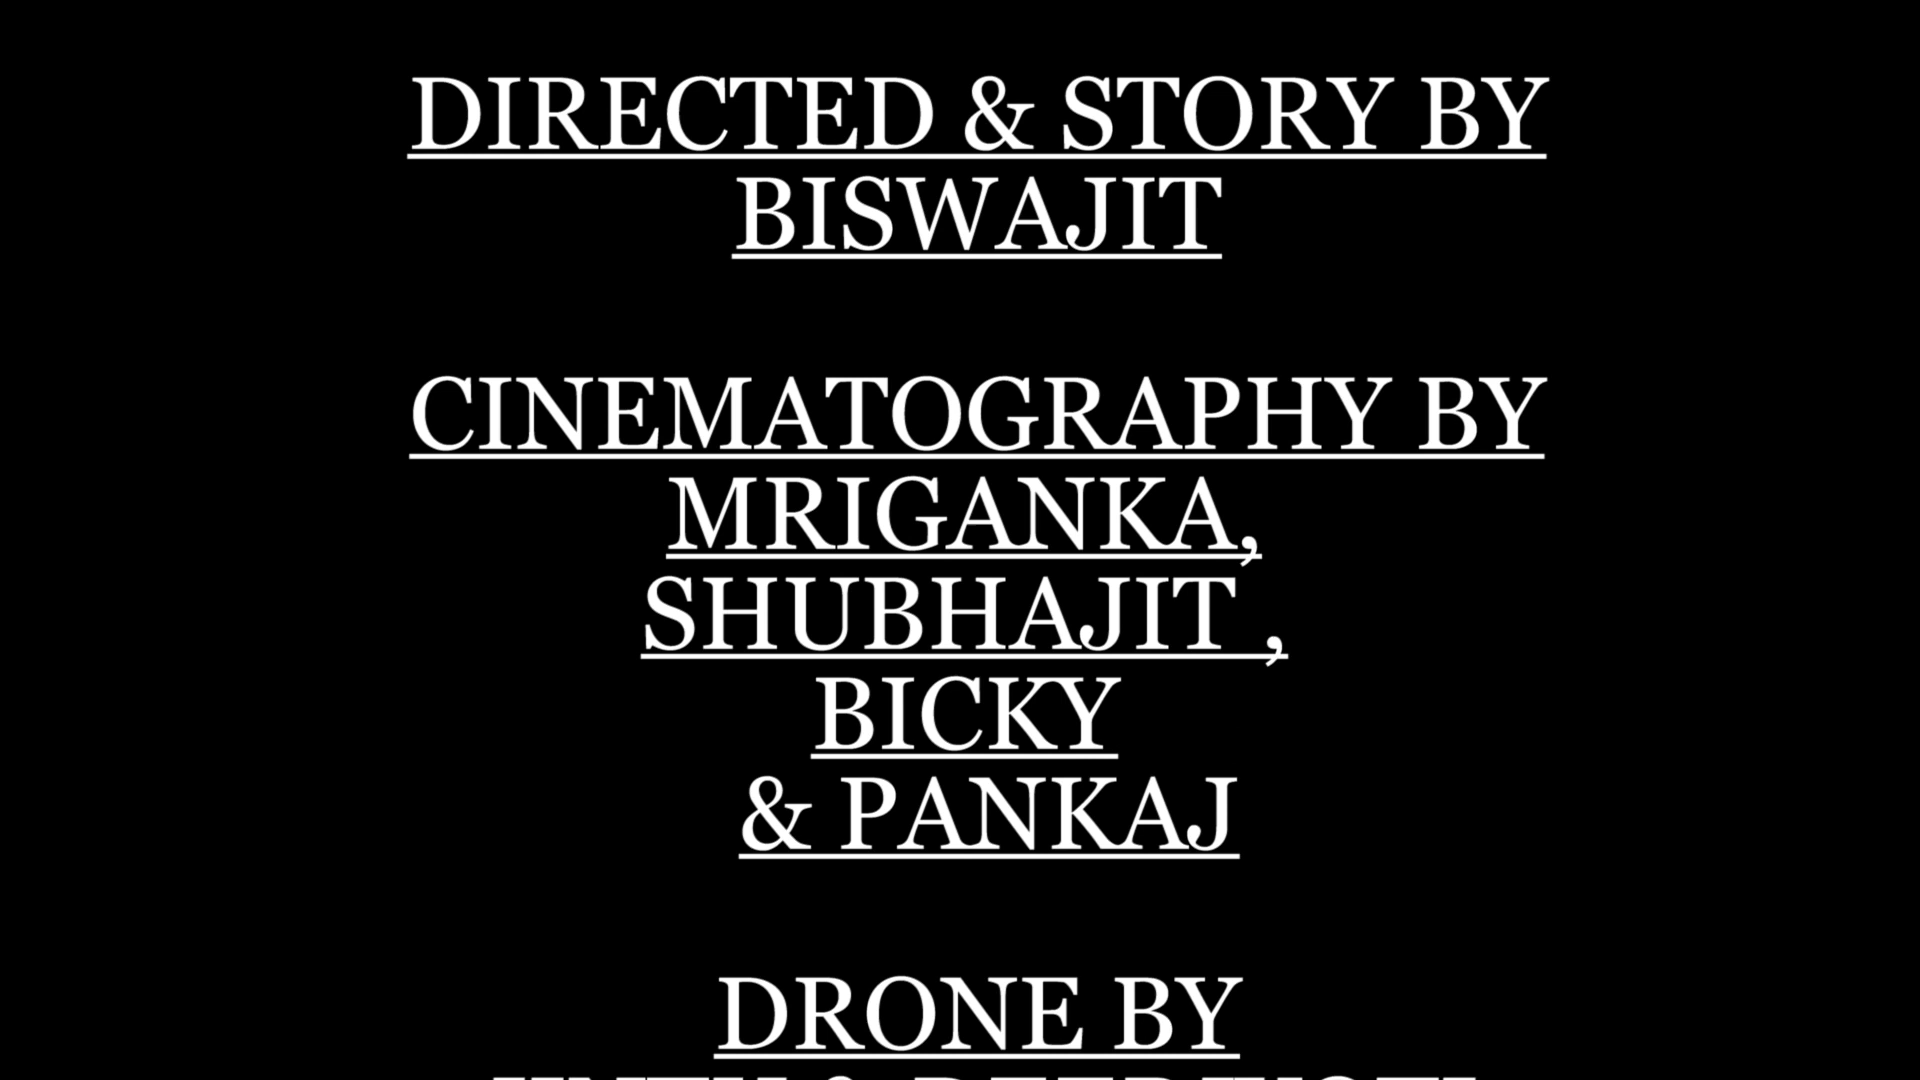 DIRECTED & STORY BY
BISWAJIT
CINEMATOGRAPHY BY
MRIGANKA,
SHUBHAJIT ,
BICKY
& PANKAJ
DRONE BY